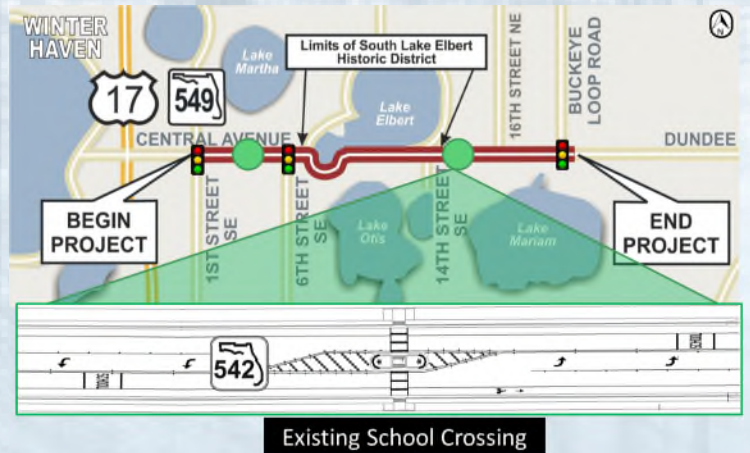 WINTER
HAVEN
N
Lake
Martha
Limits of South Lake Elbert
Historic District
17
549
Lake
Elbert
16TH STREET NE
BUCKEYE
LOOP ROAD
CENTRAL AVENUE
DUNDEE
BEGIN
PROJECT
1ST STREET
SE
6TH STREET
SE
Lake
Otis
14TH STREET
SE
Lake
Mariam
END
PROJECT
542
SCHOOL
SCHOOL
Existing School Crossing